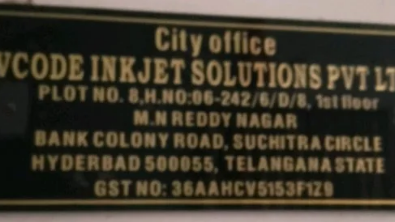 City office
VCODE INKJET SOLUTIONS PVT LT
PLOT NO. 8,H.NO:06-242/6/D/8, 1st floor
M.N REDDY NAGAR
BANK COLONY ROAD, SUCHITRA CIRCLE
HYDERBAD 500055, TELANGANA STATE
GST NO: 36AAHCV5153F1Z9